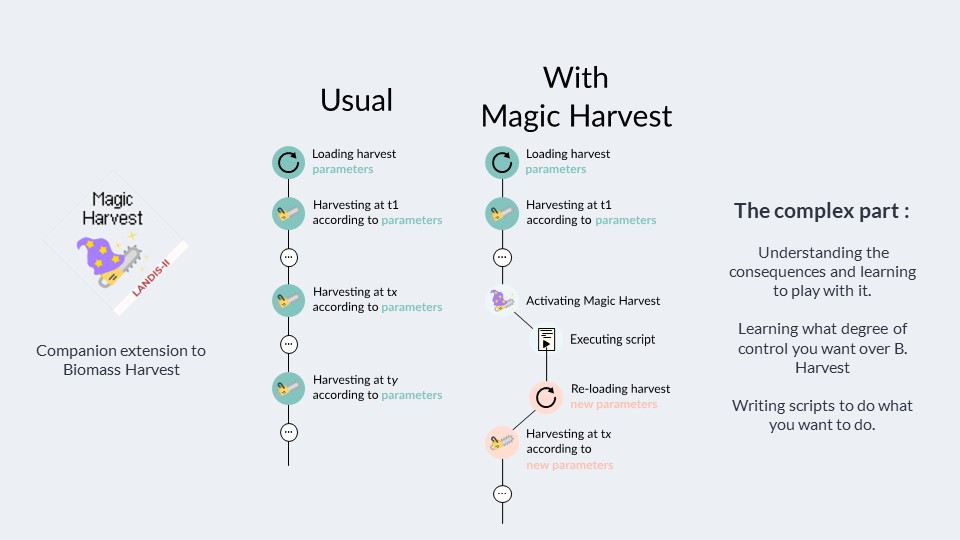 Magic
Harvest
LANDIS-II
Companion extension to
Biomass Harvest
Usual
Loading harvest
parameters
Harvesting at t1
according to parameters
...
Harvesting at tx
according to parameters
...
Harvesting at ty
according to parameters
...
With
Magic Harvest
Loading harvest
parameters
Harvesting at t1
according to parameters
...
Activating Magic Harvest
Executing script
Re-loading harvest
new parameters
Harvesting at tx
according to
new parameters
...
The complex part :
Understanding the
consequences and learning
to play with it.
Learning what degree of
control you want over B.
Harvest
Writing scripts to do what
you want to do.